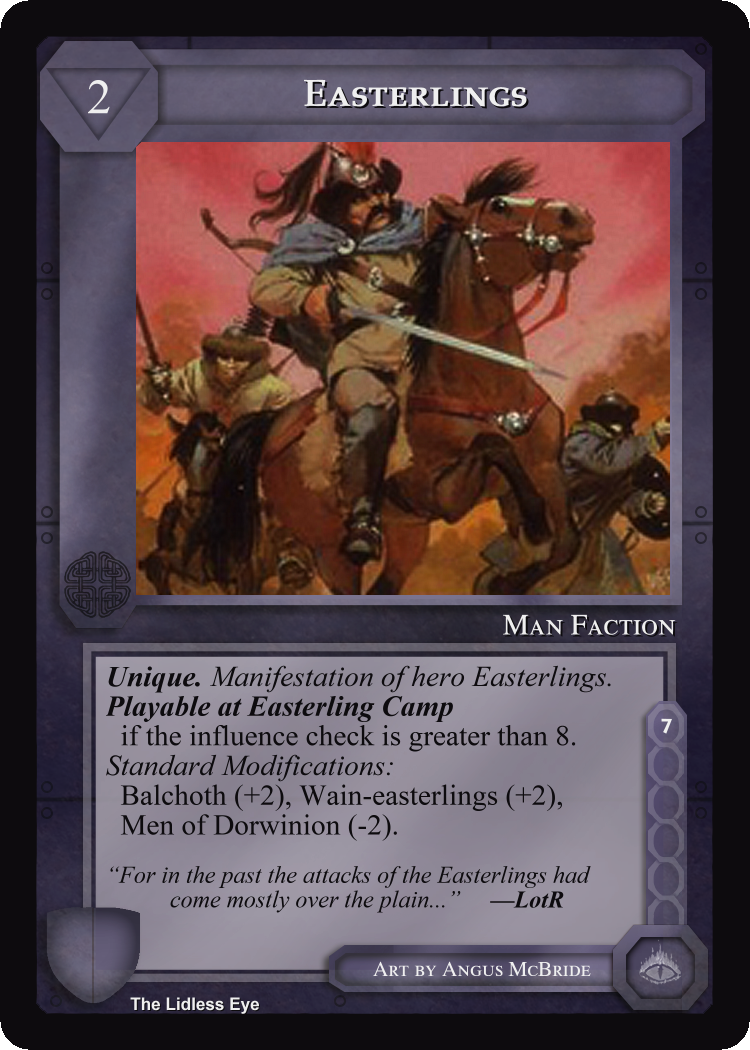 2
Easterlings
Man Faction
Unique. Manifestation of hero Easterlings.
Playable at Easterling Camp
if the influence check is greater than 8.
Standard Modifications:
Balchoth (+2), Wain-easterlings (+2),
Men of Dorwinion (-2).
7
“For in the past the attacks of the Easterlings had
come mostly over the plain...” —LotR
Art by Angus McBride
The Lidless Eye